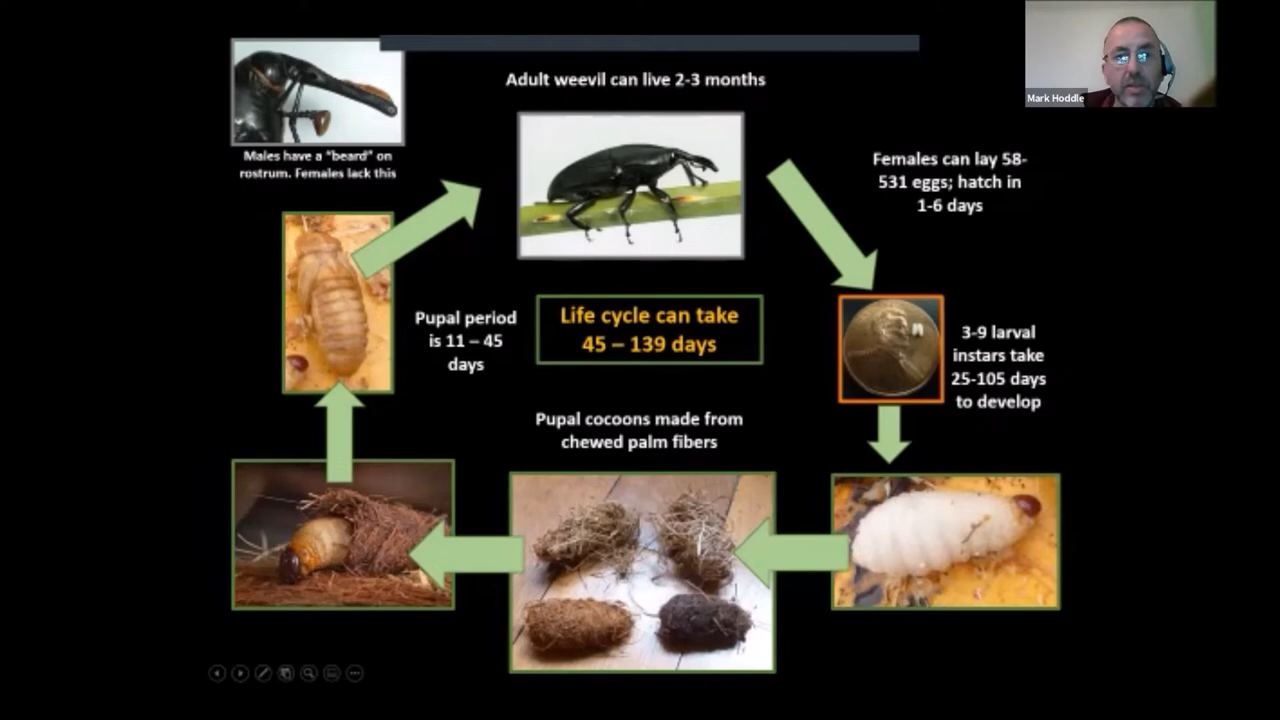 Mark Hoddle
Adult weevil can live 2-3 months
Males have a "beard" on
rostrum. Females lack this
Females can lay 58-
531 eggs; hatch in
1-6 days
Pupal period
is 11 – 45
days
Life cycle can take
45 – 139 days
3-9 larval
instars take
25-105 days
to develop
Pupal cocoons made from
chewed palm fibers